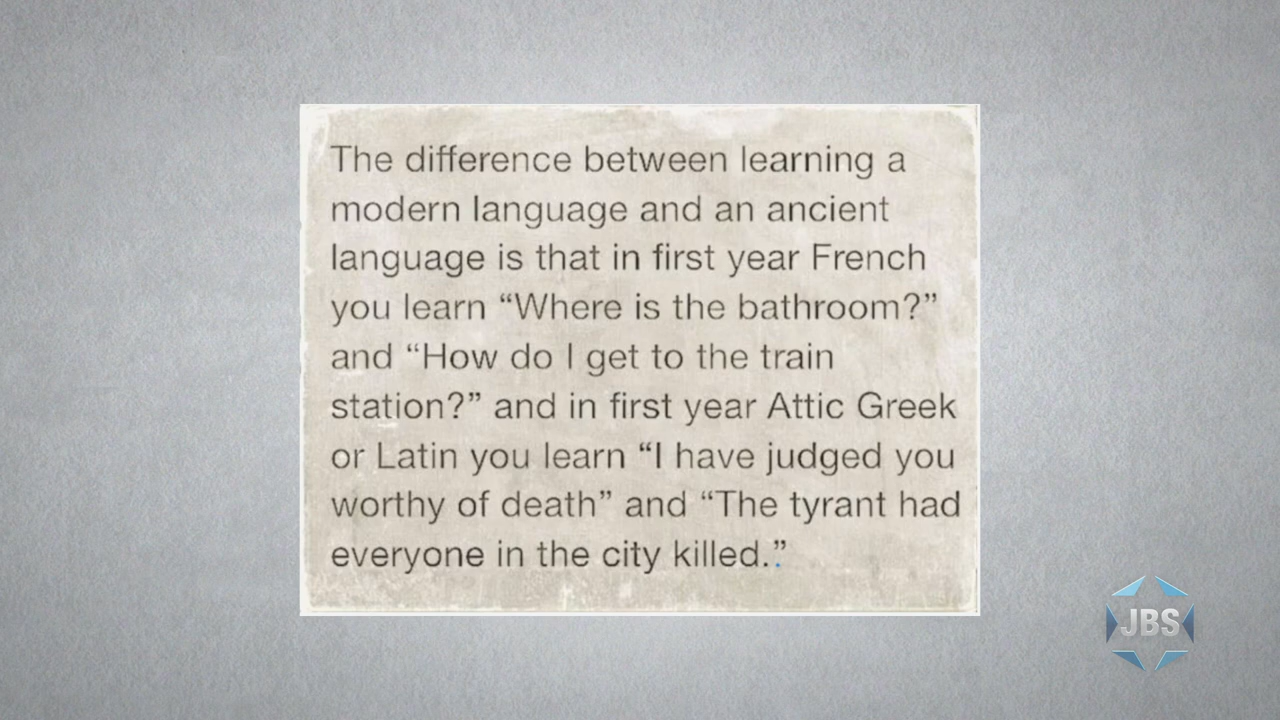 The difference between learning a
modern language and an ancient
language is that in first year French
you learn “Where is the bathroom?”
and “How do I get to the train
station?” and in first year Attic Greek
or Latin you learn “I have judged you
worthy of death” and “The tyrant had
everyone in the city killed..”
JBS